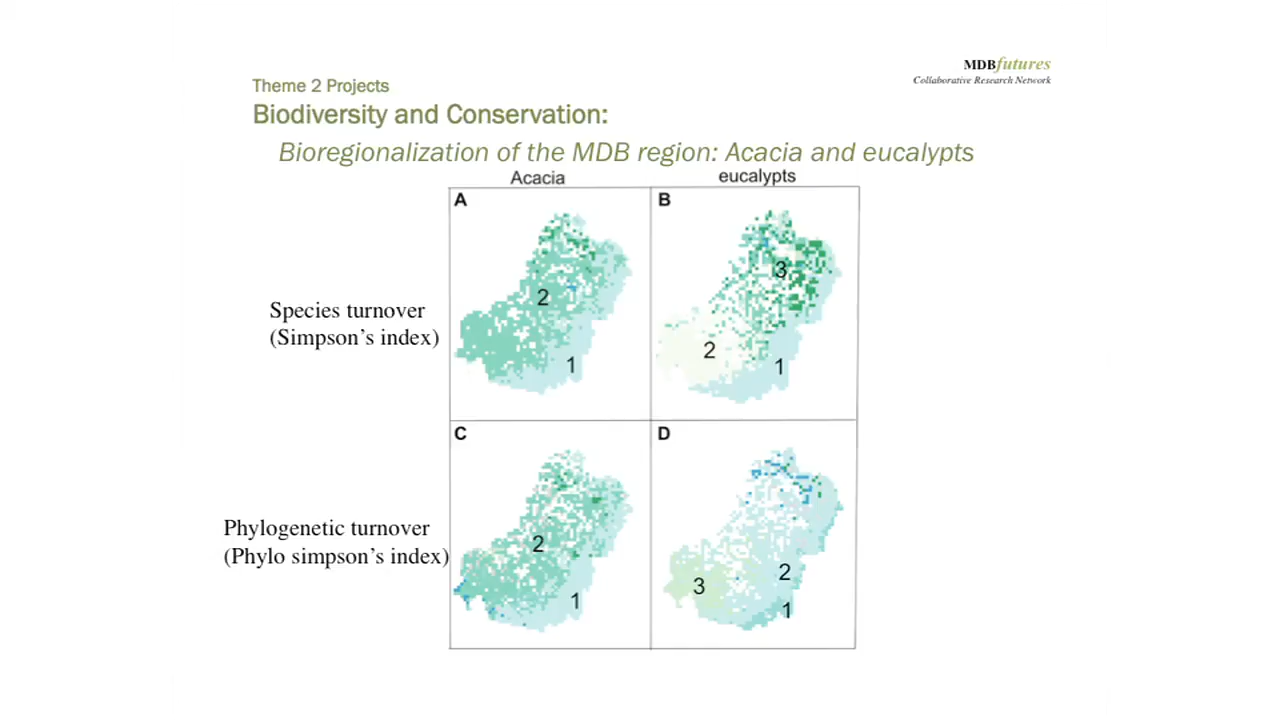 MDBfutures
Collaborative Research Network
Theme 2 Projects
Biodiversity and Conservation:
Bioregionalization of the MDB region: Acacia and eucalypts
Acacia
eucalypts
A
B
3
2
2
1
1
Species turnover
(Simpson's index)
C
D
2
3
2
1
1
Phylogenetic turnover
(Phylo simpson's index)